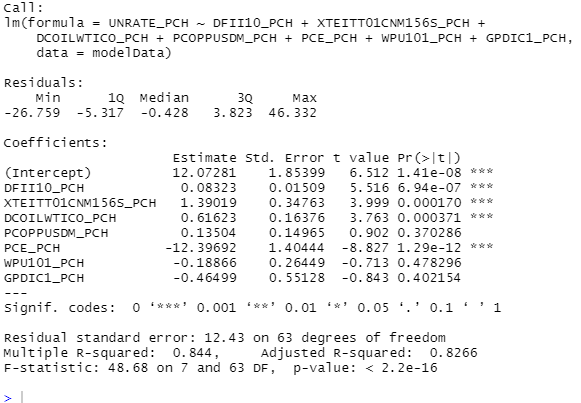 Call:
lm(formula = UNRATE_PCH ~ DFII10_PCH + XTEITT01CNM156S_PCH +
    DCOILWTICO_PCH + PCOPPUSDM_PCH + PCE_PCH + WPU101_PCH + GPDIC1_PCH,
    data = modelData)
Residuals:
    Min      1Q  Median      3Q     Max
-26.759  -5.317  -0.428   3.823  46.332
Coefficients:
                     Estimate Std. Error t value Pr(>|t|)
(Intercept)          12.07281    1.85399   6.512 1.41e-08 ***
DFII10_PCH            0.08323    0.01509   5.516 6.94e-07 ***
XTEITT01CNM156S_PCH   1.39019    0.34763   3.999 0.000170 ***
DCOILWTICO_PCH        0.61623    0.16376   3.763 0.000371 ***
PCOPPUSDM_PCH         0.13504    0.14965   0.902 0.370286
PCE_PCH             -12.39692    1.40444  -8.827 1.29e-12 ***
WPU101_PCH           -0.18866    0.26449  -0.713 0.478296
GPDIC1_PCH           -0.46499    0.55128  -0.843 0.402154
---
Signif. codes:  0 ‘***’ 0.001 ‘**’ 0.01 ‘*’ 0.05 ‘.’ 0.1 ‘ ’ 1
Residual standard error: 12.43 on 63 degrees of freedom
Multiple R-squared:  0.844,     Adjusted R-squared:  0.8266
F-statistic: 48.68 on 7 and 63 DF,  p-value: < 2.2e-16
>